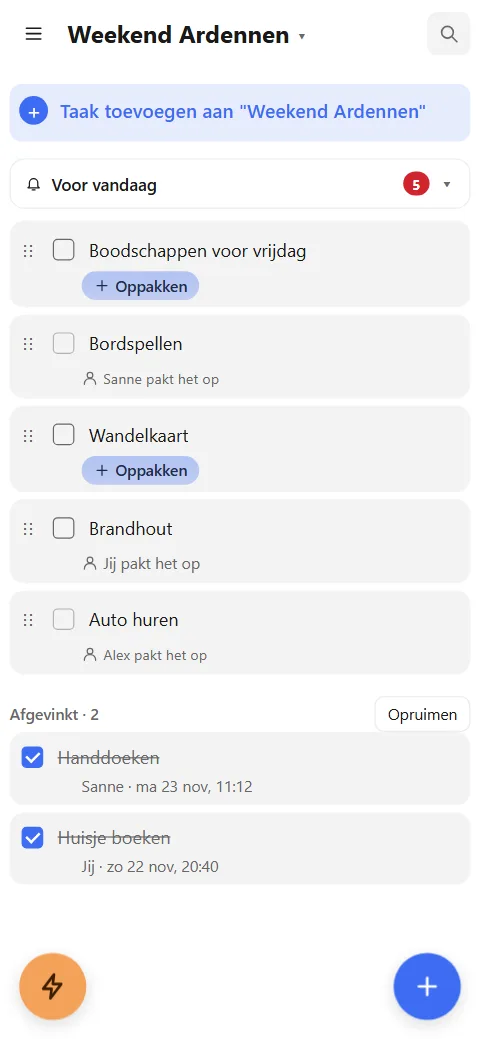 Weekend Ardennen
Taak toevoegen aan "Weekend Ardennen"
Voor vandaag 5
Boodschappen voor vrijdag
+ Oppakken
Bordspellen
Sanne pakt het op
Wandelkaart
+ Oppakken
Brandhout
Jij pakt het op
Auto huren
Alex pakt het op
Afgevinkt · 2 Opruimen
Handdoeken
Sanne · ma 23 nov, 11:12
Huisje boeken
Jij · zo 22 nov, 20:40